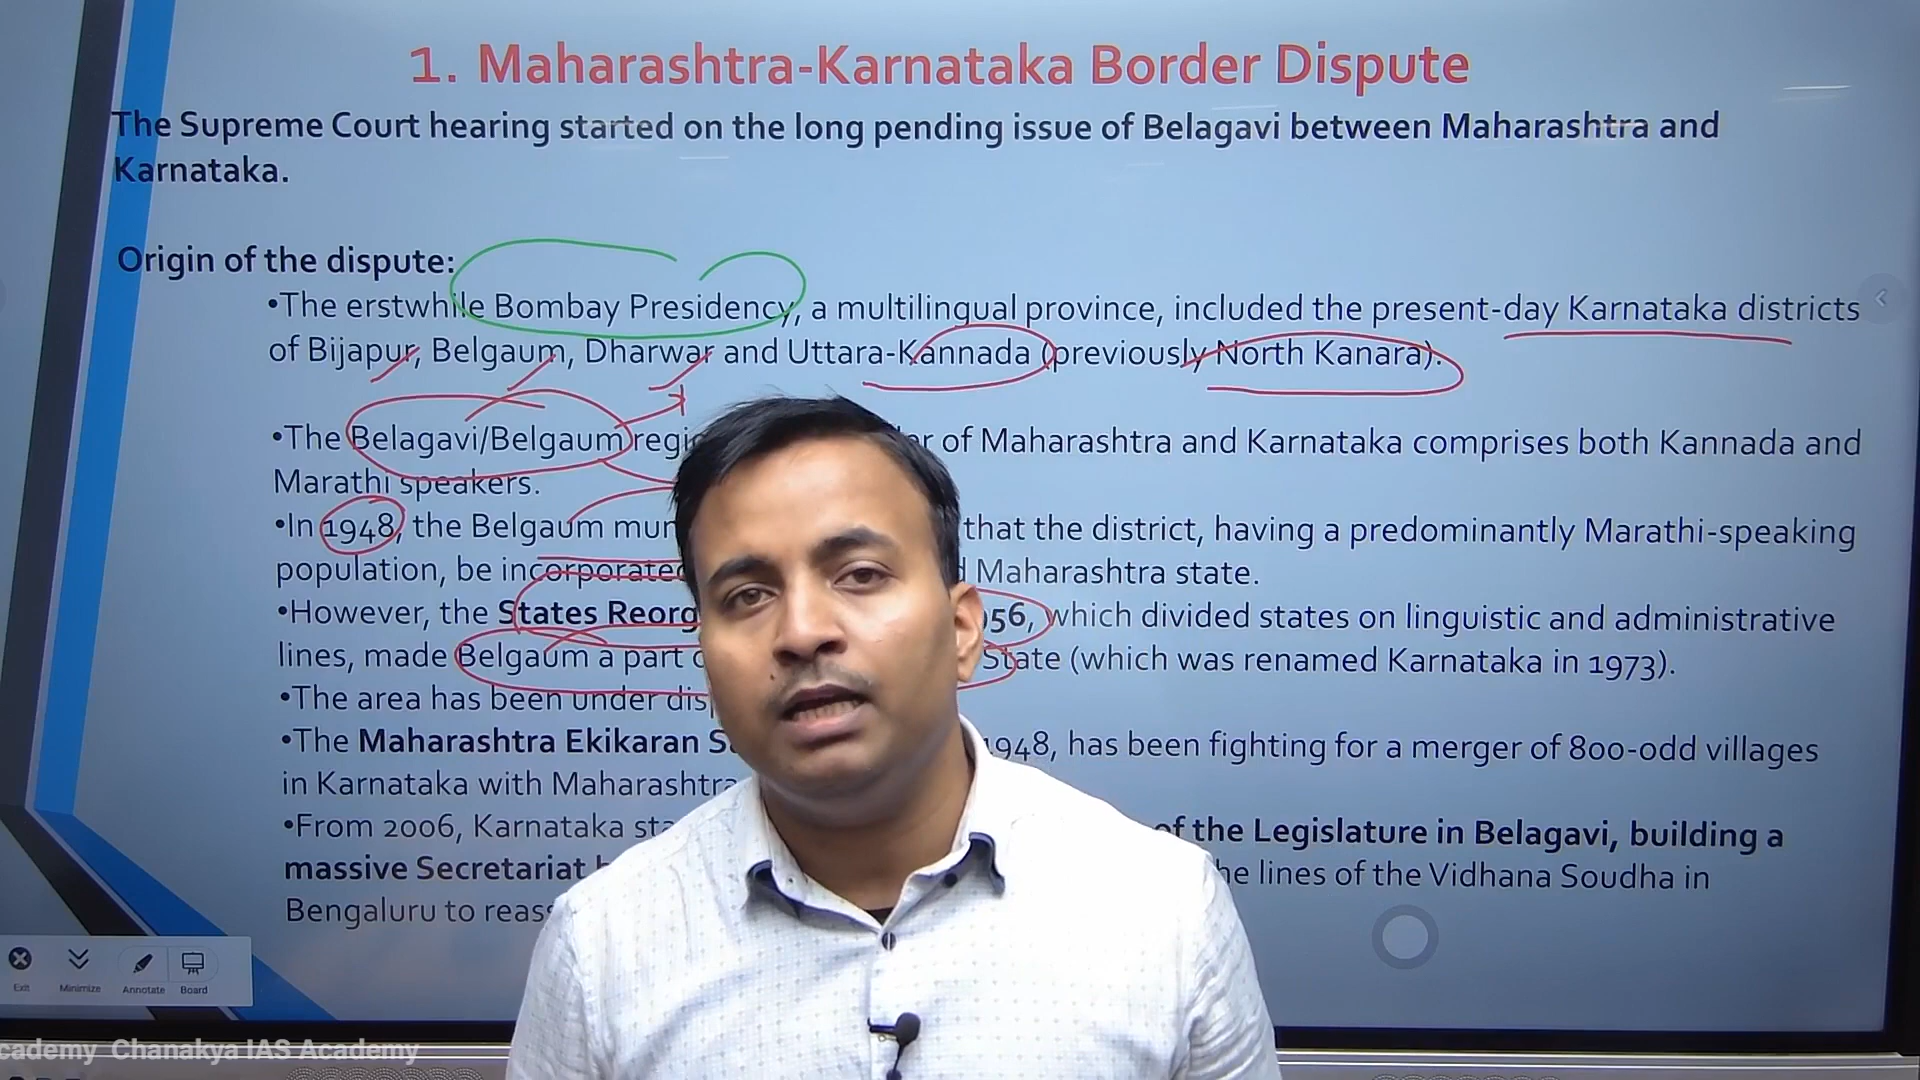 1. Maharashtra-Karnataka Border Dispute
The Supreme Court hearing started on the long pending issue of Belagavi between Maharashtra and
Karnataka.
Origin of the dispute:
•The erstwhile Bombay Presidency, a multilingual province, included the present-day Karnataka districts
of Bijapur, Belgaum, Dharwar and Uttara-Kannada (previously North Kanara).
•The Belagavi/Belgaum of Maharashtra and Karnataka comprises both Kannada and
Marathi speakers.
•In 1948, the Belgaum that the district, having a predominantly Marathi-speaking
population, be incorporated Maharashtra state.
•However, the States which divided states on linguistic and administrative
lines, made Belgaum a part State (which was renamed Karnataka in 1973).
•The area has been under
•The Maharashtra Ekikaran 1948, has been fighting for a merger of 800-odd villages
in Karnataka with
•From 2006, Karnataka of the Legislature in Belagavi, building a
massive Secretariat the lines of the Vidhana Soudha in
Bengaluru to
Exit Minimize Annotate Board
Chanakya IAS Academy